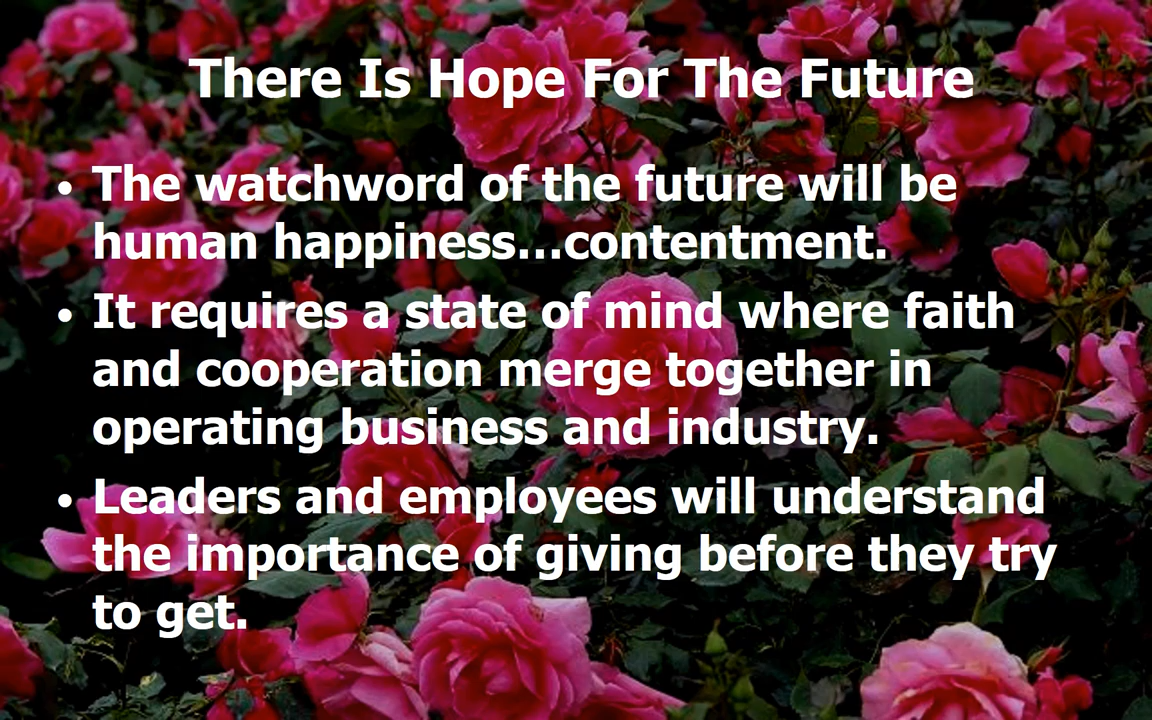 There Is Hope For The Future
• The watchword of the future will be
human happiness...contentment.
• It requires a state of mind where faith
and cooperation merge together in
operating business and industry.
• Leaders and employees will understand
the importance of giving before they try
to get.